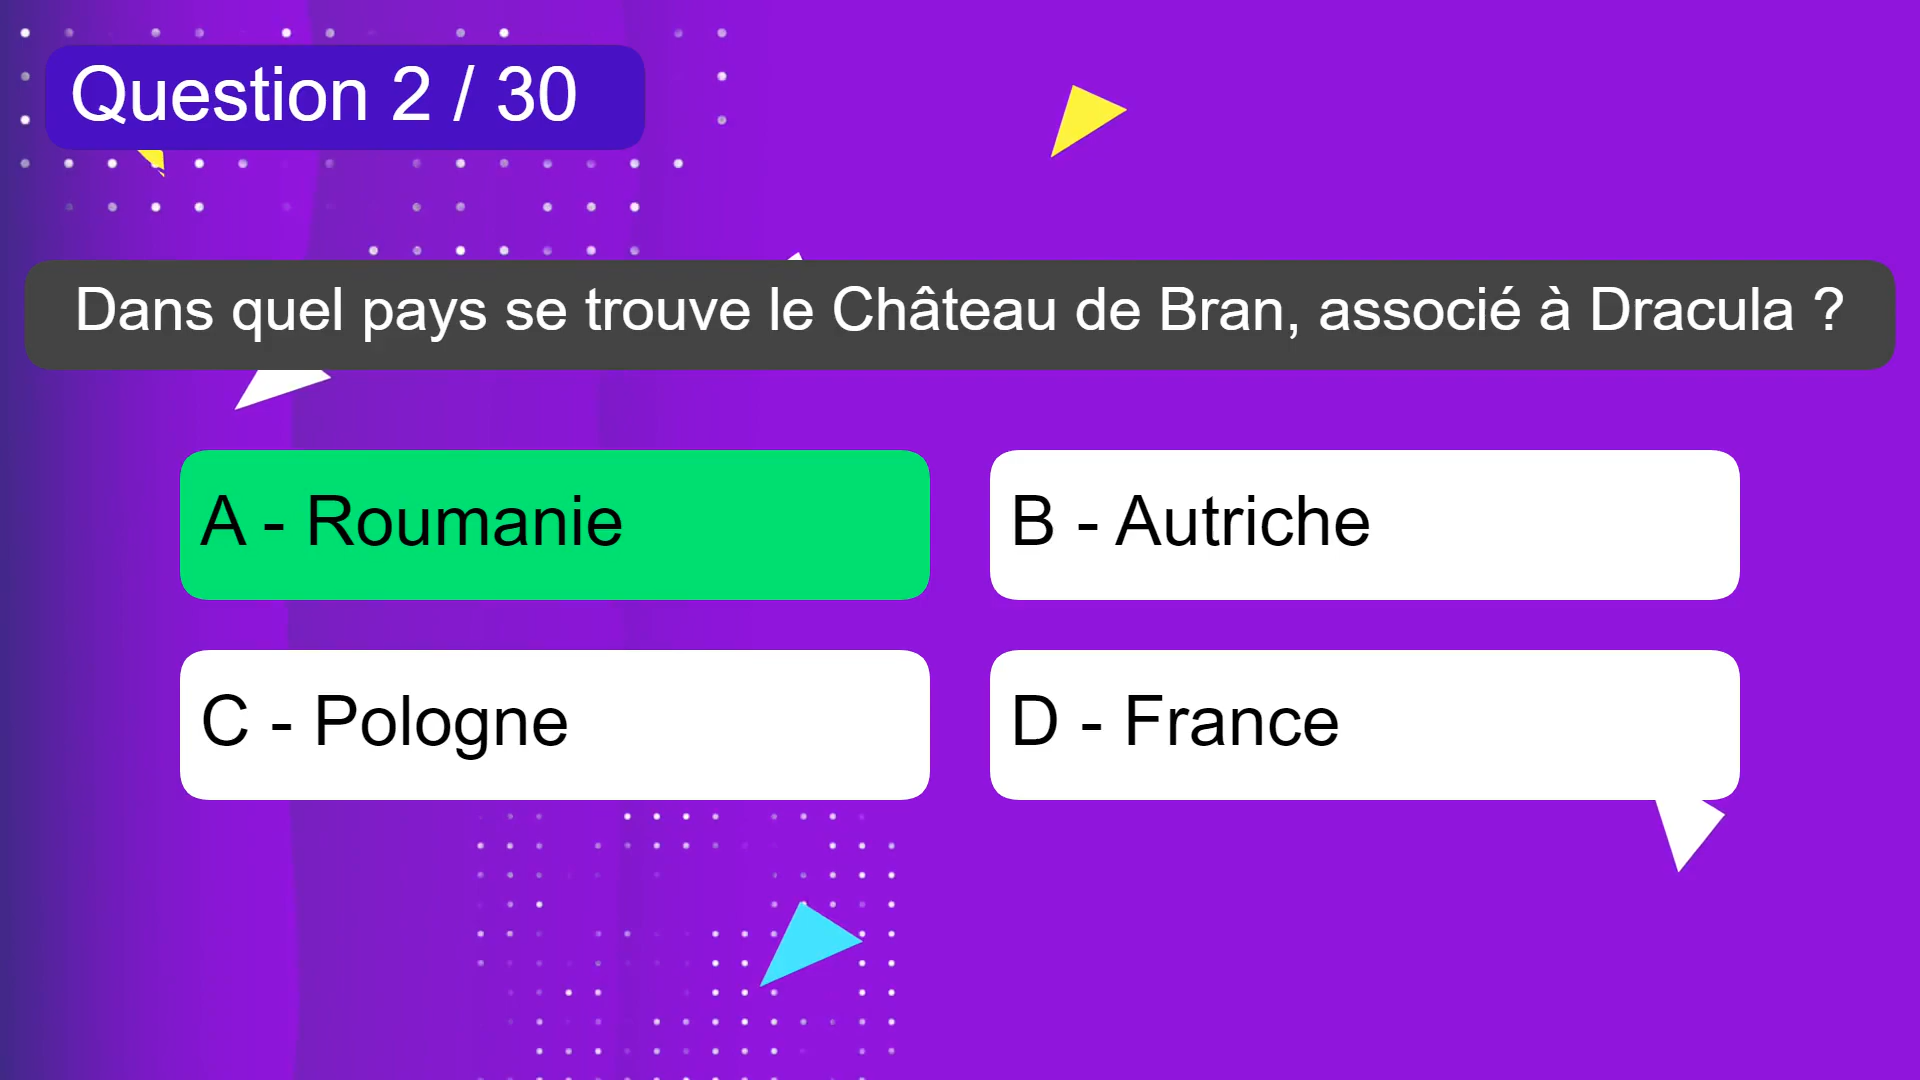 Question 2 / 30
Dans quel pays se trouve le Château de Bran, associé à Dracula ?
A - Roumanie
B - Autriche
C - Pologne
D - France